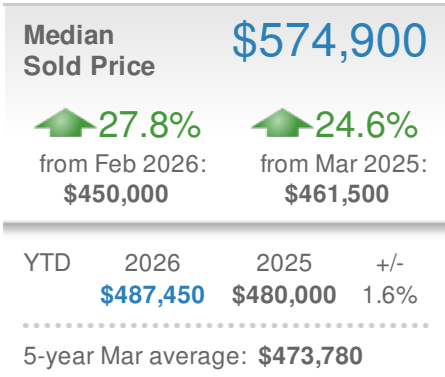 Median $574,900
Sold Price
27.8% 24.6%
from Feb 2026: from Mar 2025:
$450,000 $461,500
YTD 2026 2025 +/-
$487,450 $480,000 1.6%
5-year Mar average: $473,780